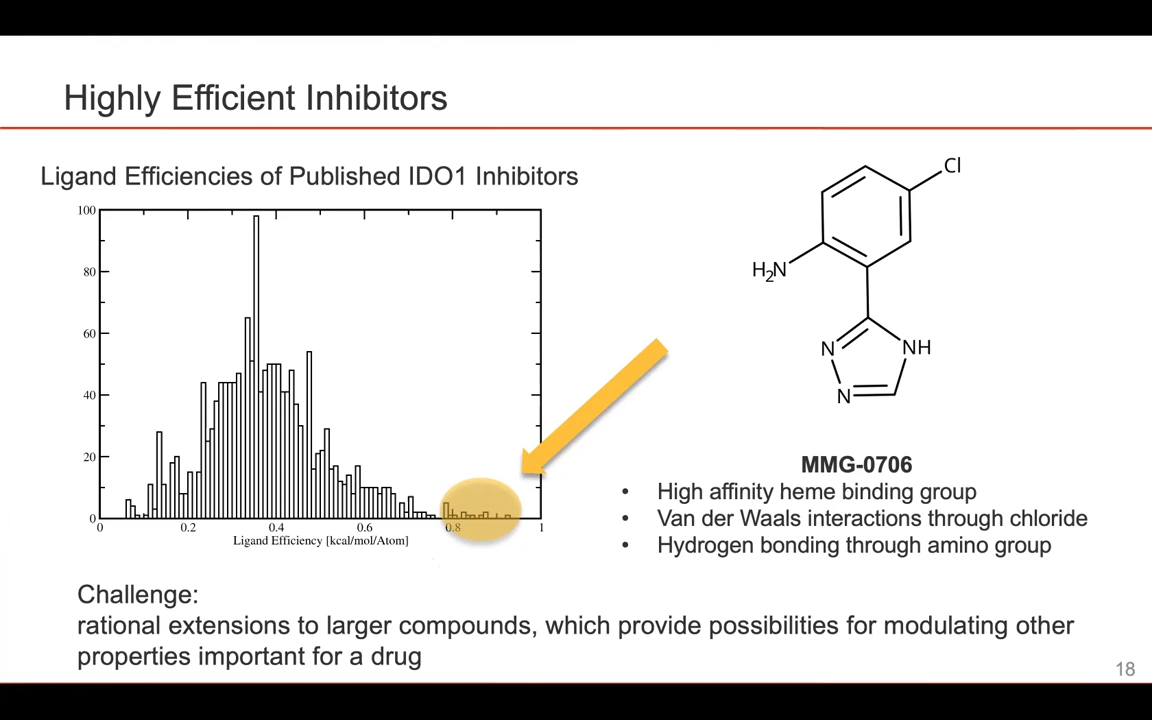 Highly Efficient Inhibitors
Ligand Efficiencies of Published IDO1 Inhibitors
100
80
60
40
20
0
0
0.2
0.4
0.6
0.8
1
Ligand Efficiency [kcal/mol/Atom]
Cl
H2N
N
NH
N
MMG-0706
• High affinity heme binding group
• Van der Waals interactions through chloride
• Hydrogen bonding through amino group
Challenge:
rational extensions to larger compounds, which provide possibilities for modulating other
properties important for a drug
18